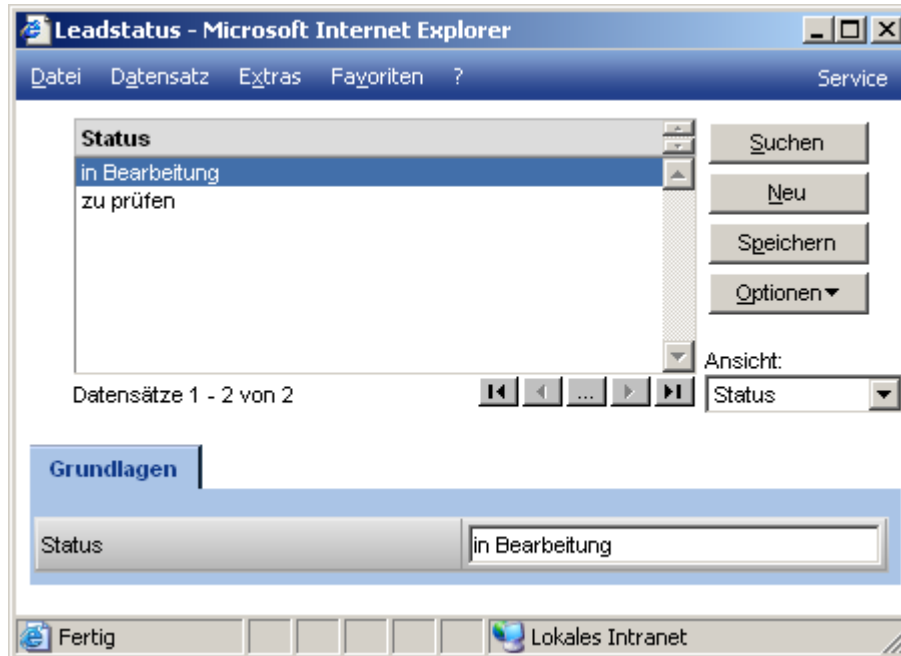 Leadstatus - Microsoft Internet Explorer
Datei Datensatz Extras Favoriten ? Service
Status
in Bearbeitung
zu prüfen
Suchen
Neu
Speichern
Optionen
Ansicht:
Datensätze 1 - 2 von 2 ... Status
Grundlagen
Status in Bearbeitung
Fertig Lokales Intranet